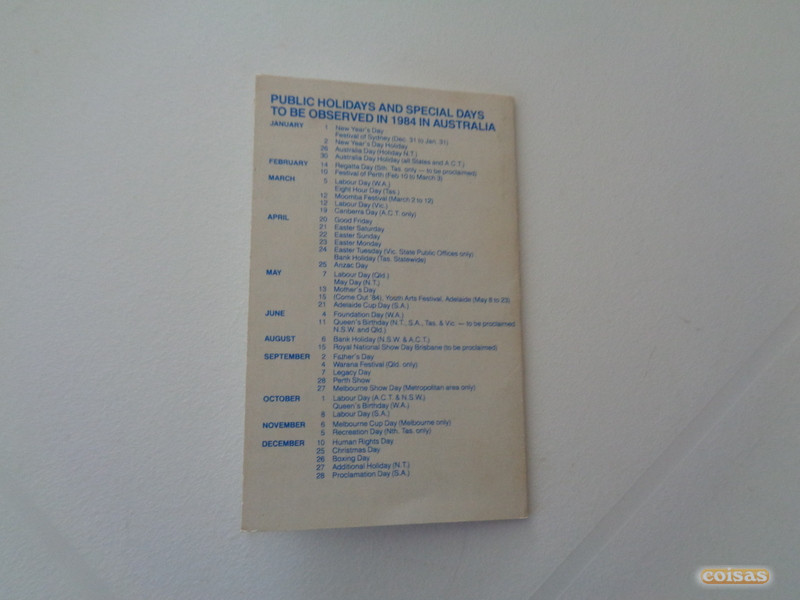 PUBLIC HOLIDAYS AND SPECIAL DAYS
TO BE OBSERVED IN 1984 IN AUSTRALIA
JANUARY 1 New Year's Day
Festival of Sydney (Dec. 31 to Jan. 31)
2 New Year's Day Holiday
26 Australia Day (Holiday N.T.)
30 Australia Day Holiday (all States and A.C.T.)
FEBRUARY 14 Regatta Day (Sth. Tas. only — to be proclaimed)
10 Festival of Perth (Feb 10 to March 3)
MARCH 5 Labour Day (W.A.)
Eight Hour Day (Tas.)
12 Moomba Festival (March 2 to 12)
12 Labour Day (Vic.)
19 Canberra Day (A.C.T. only)
APRIL 20 Good Friday
21 Easter Saturday
22 Easter Sunday
23 Easter Monday
24 Easter Tuesday (Vic. State Public Offices only)
Bank Holiday (Tas. Statewide)
25 Anzac Day
MAY 7 Labour Day (Qld.)
May Day (N.T.)
13 Mother's Day
15 (Come Out '84), Youth Arts Festival, Adelaide (May 8 to 23)
21 Adelaide Cup Day (S.A.)
JUNE 4 Foundation Day (W.A.)
11 Queen's Birthday (N.T., S.A., Tas. & Vic. — to be proclaimed
N.S.W. and Qld.)
AUGUST 6 Bank Holiday (N.S.W. & A.C.T.)
15 Royal National Show Day Brisbane (to be proclaimed)
SEPTEMBER 2 Father's Day
4 Warana Festival (Qld. only)
7 Legacy Day
28 Perth Show
27 Melbourne Show Day (Metropolitan area only)
OCTOBER 1 Labour Day (A.C.T. & N.S.W.)
Queen's Birthday (W.A.)
8 Labour Day (S.A.)
NOVEMBER 6 Melbourne Cup Day (Melbourne only)
5 Recreation Day (Nth. Tas. only)
DECEMBER 10 Human Rights Day
25 Christmas Day
26 Boxing Day
27 Additional Holiday (N.T.)
28 Proclamation Day (S.A.)
coisas